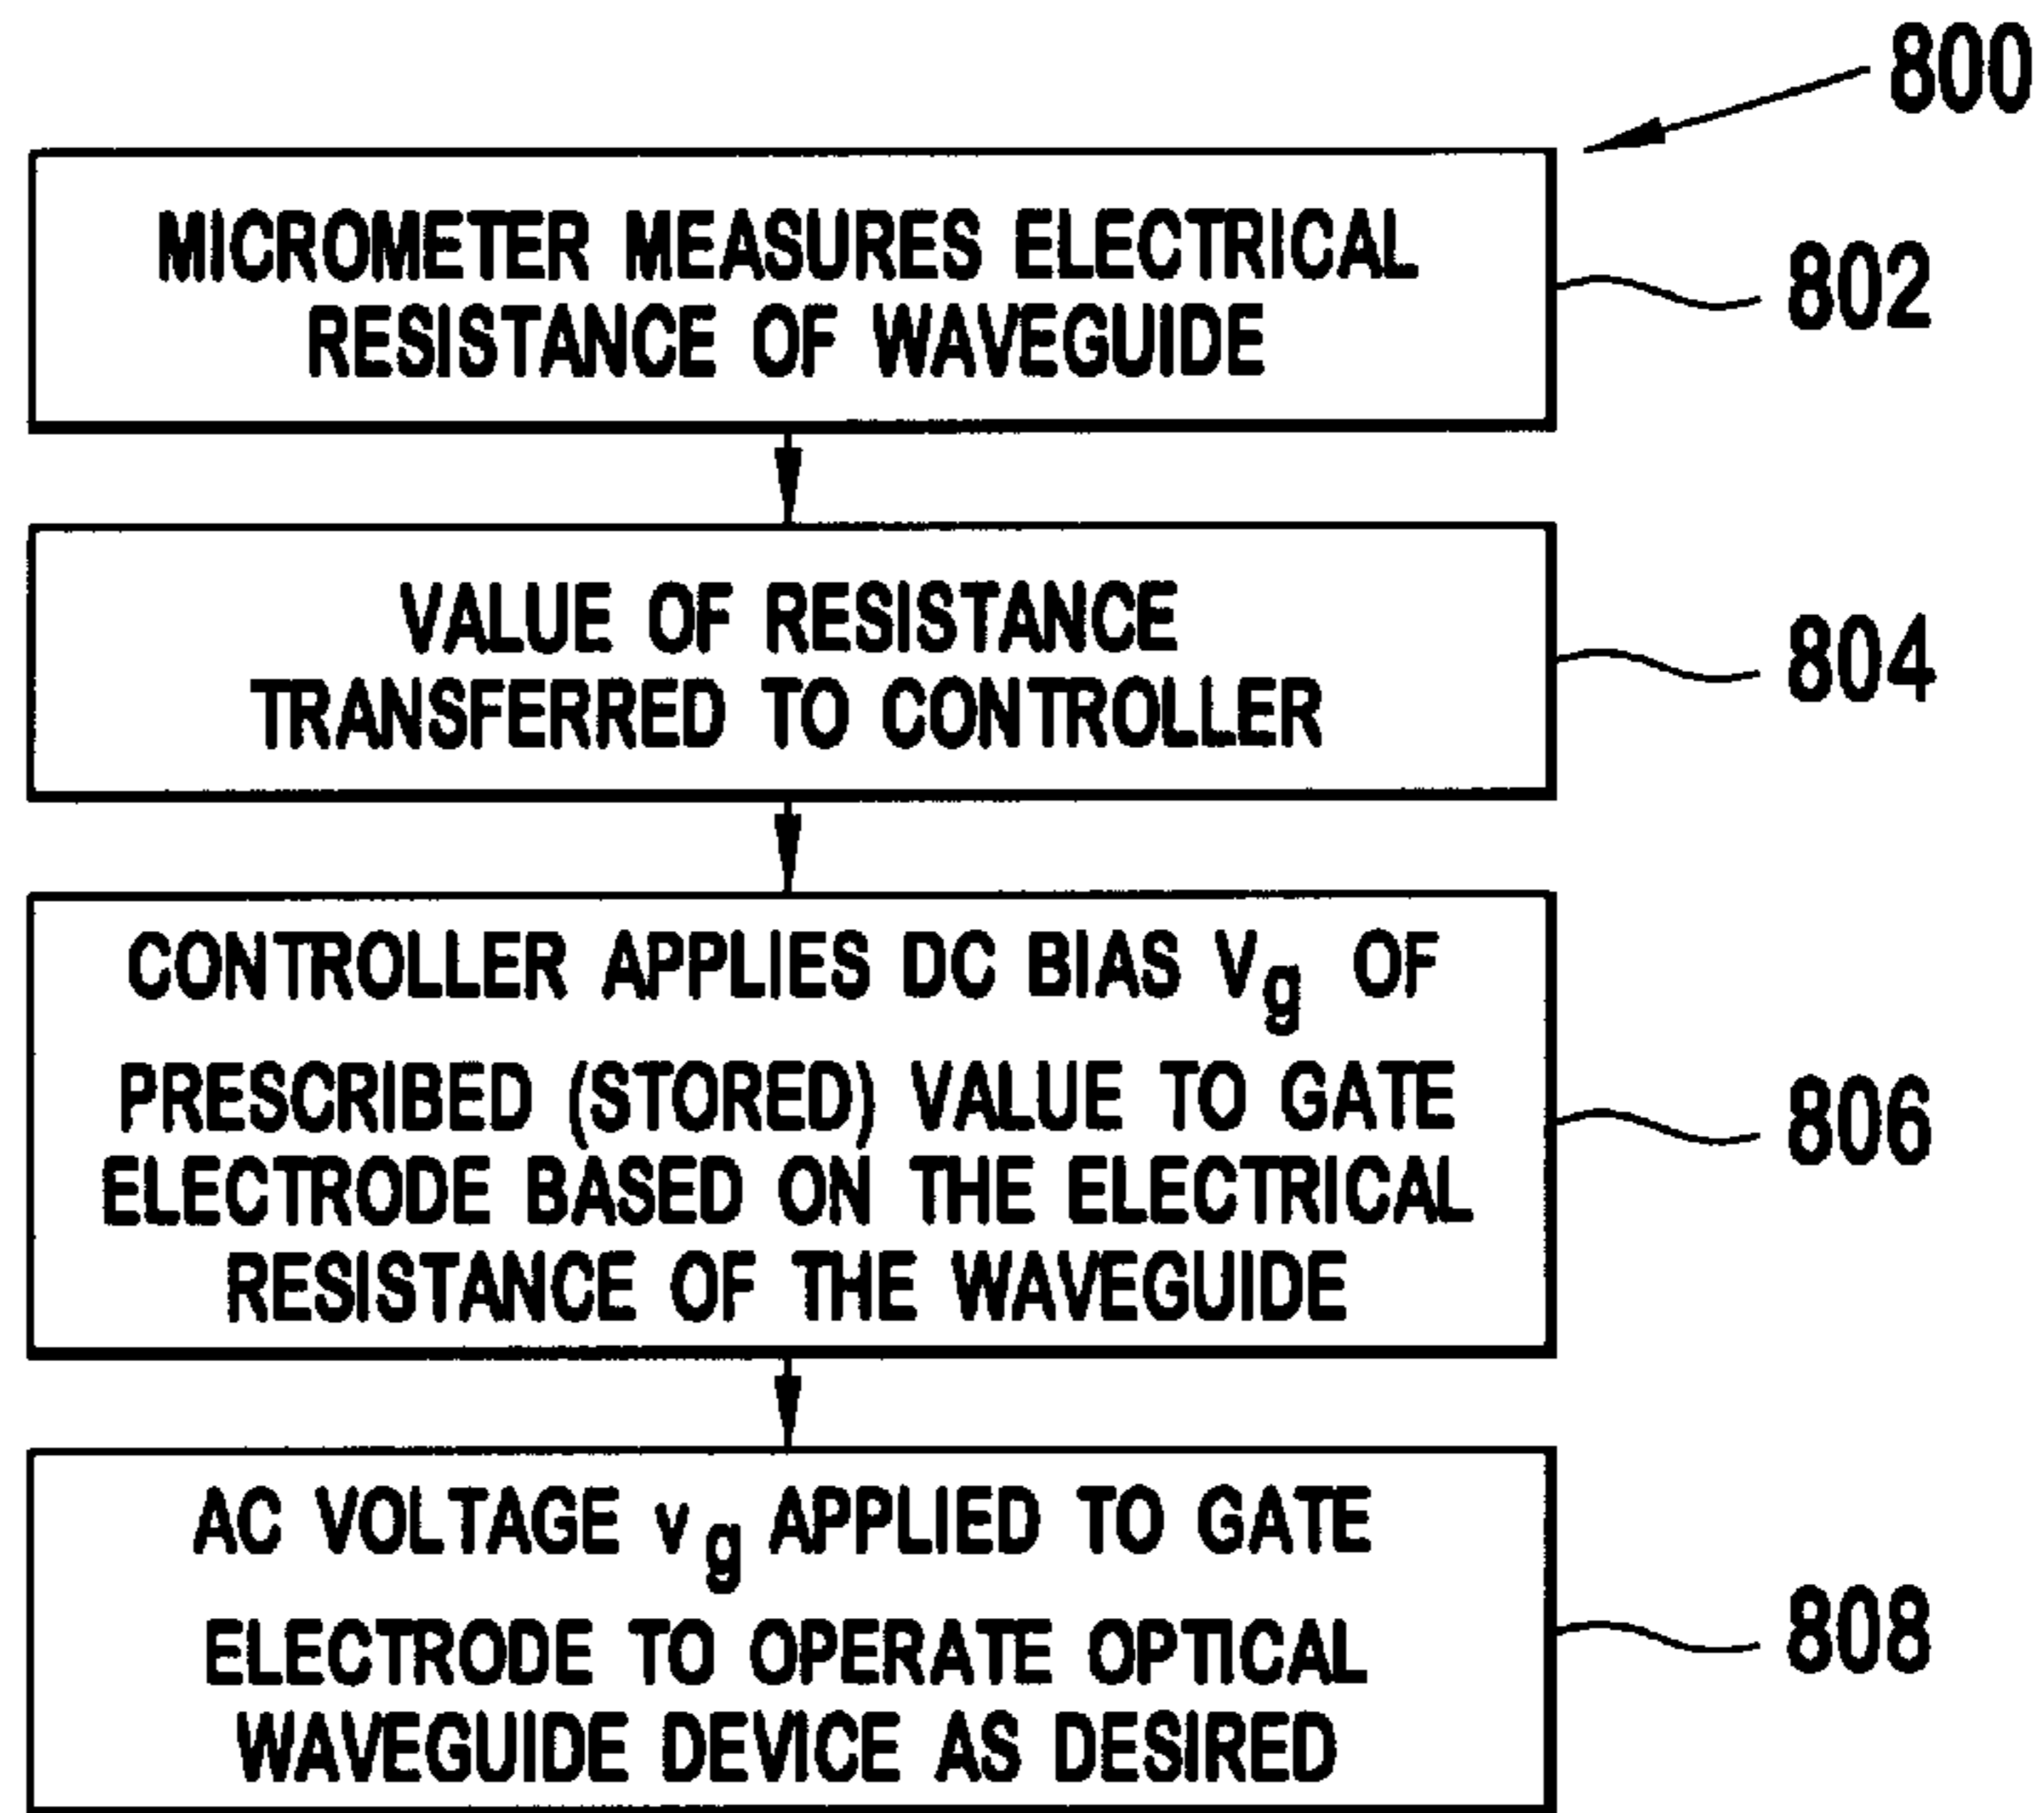 800
MICROMETER MEASURES ELECTRICAL
RESISTANCE OF WAVEGUIDE
802
VALUE OF RESISTANCE
TRANSFERRED TO CONTROLLER
804
CONTROLLER APPLIES DC BIAS Vg OF
PRESCRIBED (STORED) VALUE TO GATE
ELECTRODE BASED ON THE ELECTRICAL
RESISTANCE OF THE WAVEGUIDE
806
AC VOLTAGE vg APPLIED TO GATE
ELECTRODE TO OPERATE OPTICAL
WAVEGUIDE DEVICE AS DESIRED
808